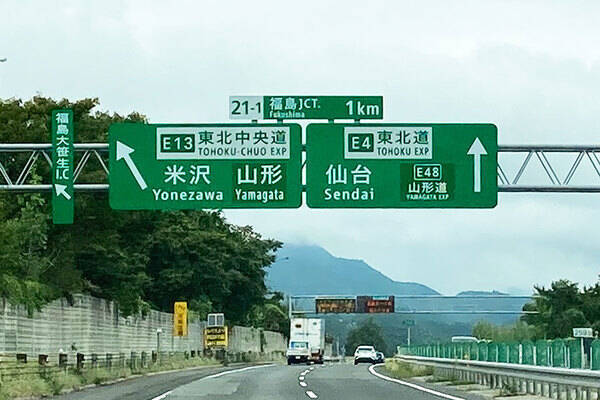 21-1 福島JCT. 1km
Fukushima
福島大笹生I.C
E13 東北中央道
TOHOKU-CHUO EXP
米沢 山形
Yonezawa Yamagata
E4 東北道
TOHOKU EXP
仙台 E48
山形道
Sendai YAMAGATA EXP